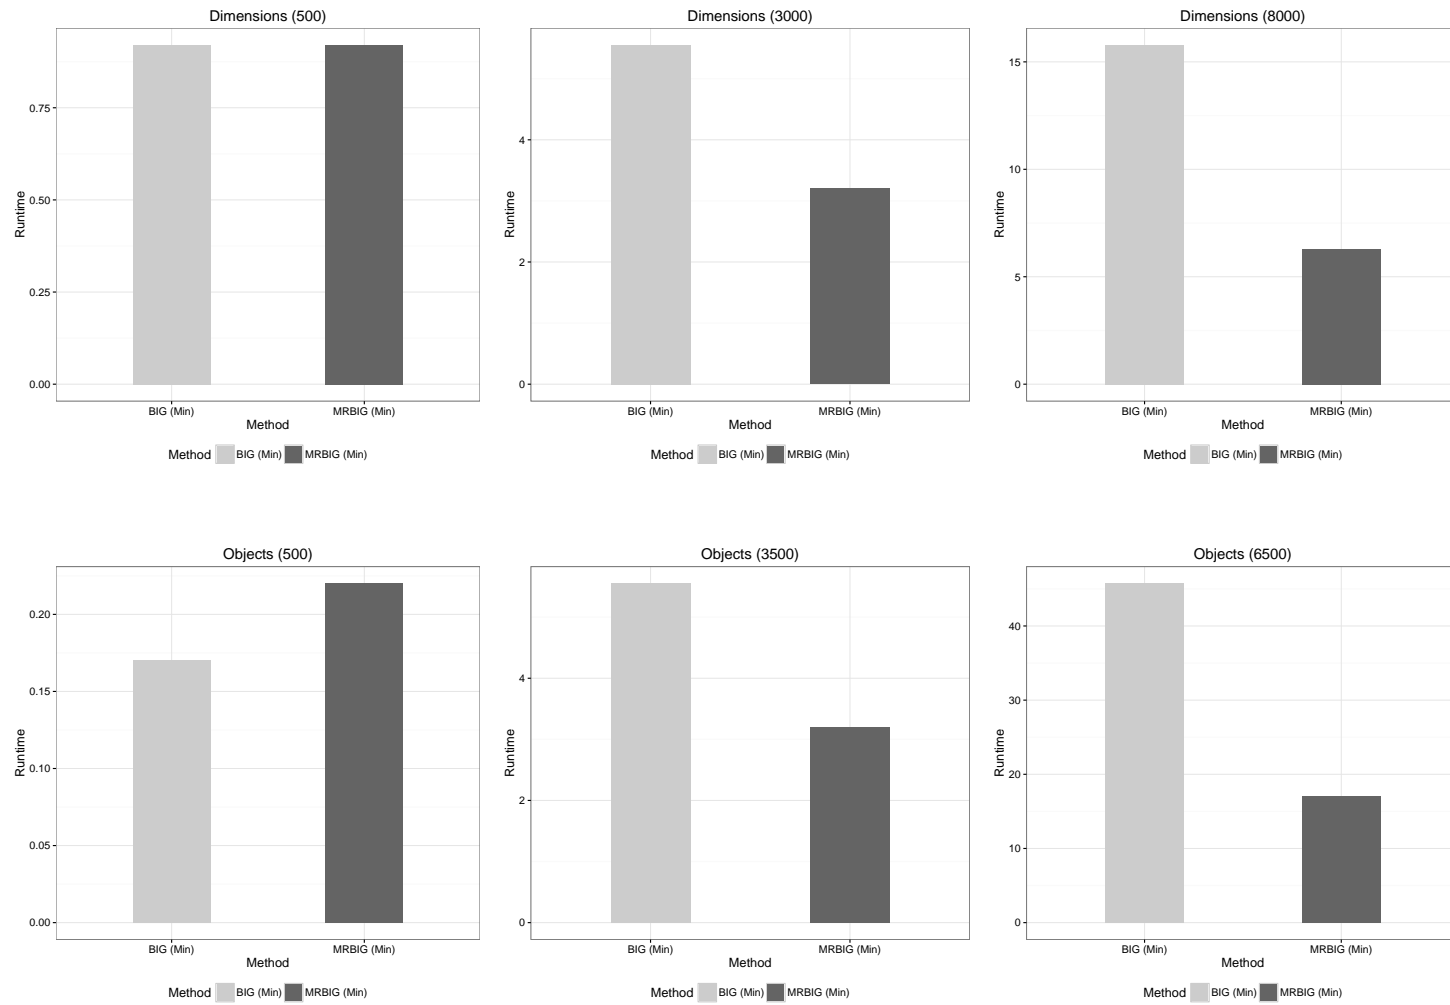 Dimensions (500)
Runtime
0.75
0.50
0.25
0.00
BIG (Min) MRBIG (Min)
Method
Method BIG (Min) MRBIG (Min)
Dimensions (3000)
Runtime
4
2
0
BIG (Min) MRBIG (Min)
Method
Method BIG (Min) MRBIG (Min)
Dimensions (8000)
Runtime
15
10
5
0
BIG (Min) MRBIG (Min)
Method
Method BIG (Min) MRBIG (Min)
Objects (500)
Runtime
0.20
0.15
0.10
0.05
0.00
BIG (Min) MRBIG (Min)
Method
Method BIG (Min) MRBIG (Min)
Objects (3500)
Runtime
4
2
0
BIG (Min) MRBIG (Min)
Method
Method BIG (Min) MRBIG (Min)
Objects (6500)
Runtime
40
30
20
10
0
BIG (Min) MRBIG (Min)
Method
Method BIG (Min) MRBIG (Min)